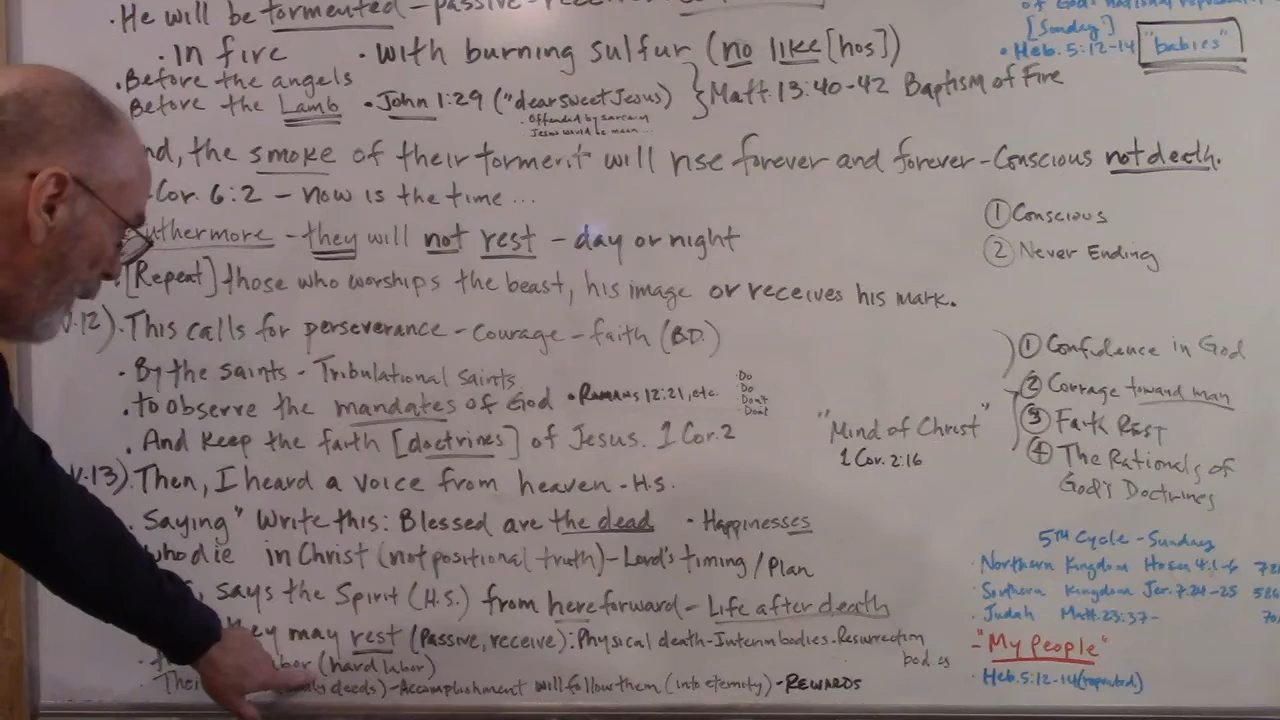 • He will be tormented - passive - rece
of God's national
[Sunday]
• Heb. 5:12-14 "babies"
• In fire • with burning sulfur (no like [hos])
• Before the angels
Before the Lamb • John 1:29 ("dear sweet Jesus) } Matt. 13:40-42 Baptism of Fire
• Offended by sarcasm
Jesus would be mean...
nd, the smoke of their torment will rise forever and forever - Conscious not death.
Cor. 6:2 - now is the time ...
① Conscious
② Never Ending
uthermore - they will not rest - day or night
• [Repeat] those who worships the beast, his image or receives his mark.
v.12) • This calls for perseverance - Courage - faith (B.D.)
• By the saints - Tribulational Saints
• to observe the mandates of God • Romans 12:21, etc.
• Do
• Do
• Don't
• Don't
• And keep the faith [doctrines] of Jesus. 1 Cor. 2
"Mind of Christ"
1 Cor. 2:16
① Confidence in God
② Courage toward man
③ Faith Rest
④ The Rationals of
God's Doctrines
v.13) • Then, I heard a voice from heaven - H.S.
• Saying "Write this: Blessed are the dead • Happinesses
who die in Christ (not positional truth) - Lord's timing / Plan
says the Spirit (H.S.) from here forward - Life after death
they may rest (Passive, receive): Physical death - Interim bodies - Resurrection
bodies
labor (hard labor)
• Thei deeds) - Accomplishment will follow them (into eternity) - REWARDS
5TH Cycle - Sunday
• Northern Kingdom Hosea 4:1-6 72
• Southern Kingdom Jer. 7:24-25 586
• Judah Matt. 23:37- 70
- "My People"
• Heb. 5:12-14 (repeated)